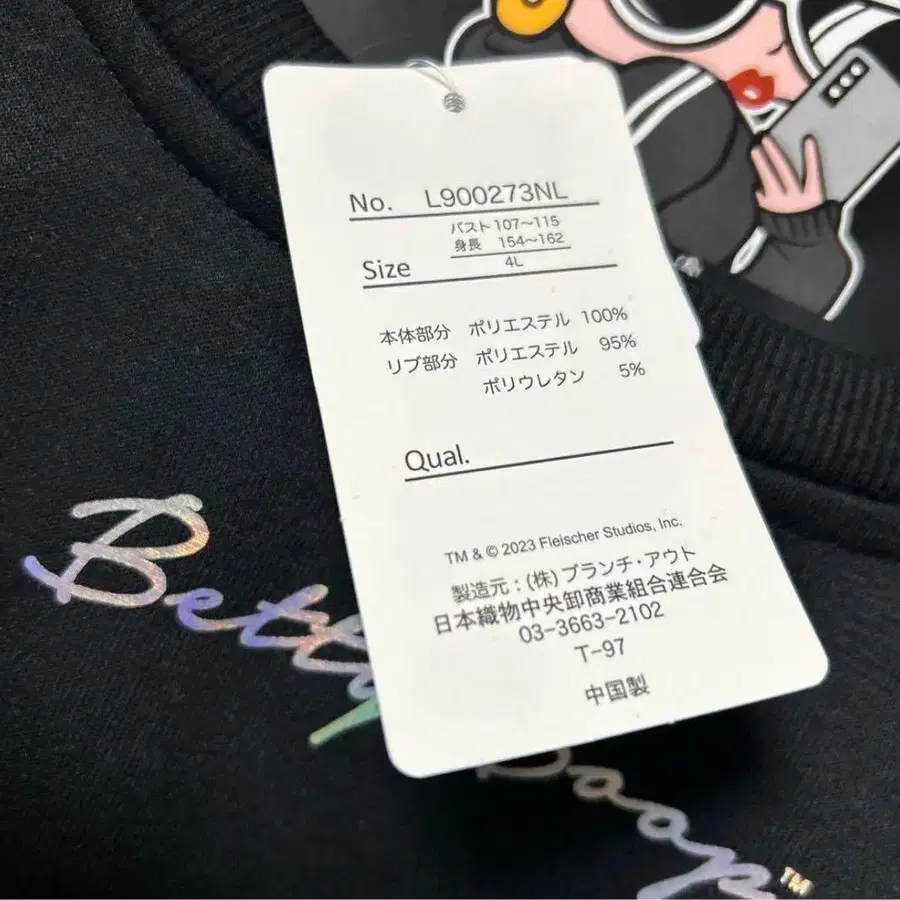 No. L900273NL
バスト 107〜115
身長 154〜162
Size 4L
本体部分 ポリエステル 100%
リブ部分 ポリエステル 95%
ポリウレタン 5%
Qual.
TM & © 2023 Fleischer Studios, Inc.
製造元:(株)ブランチ・アウト
日本織物中央卸商業組合連合会
03-3663-2102
T-97
中国製
Betty Boop™